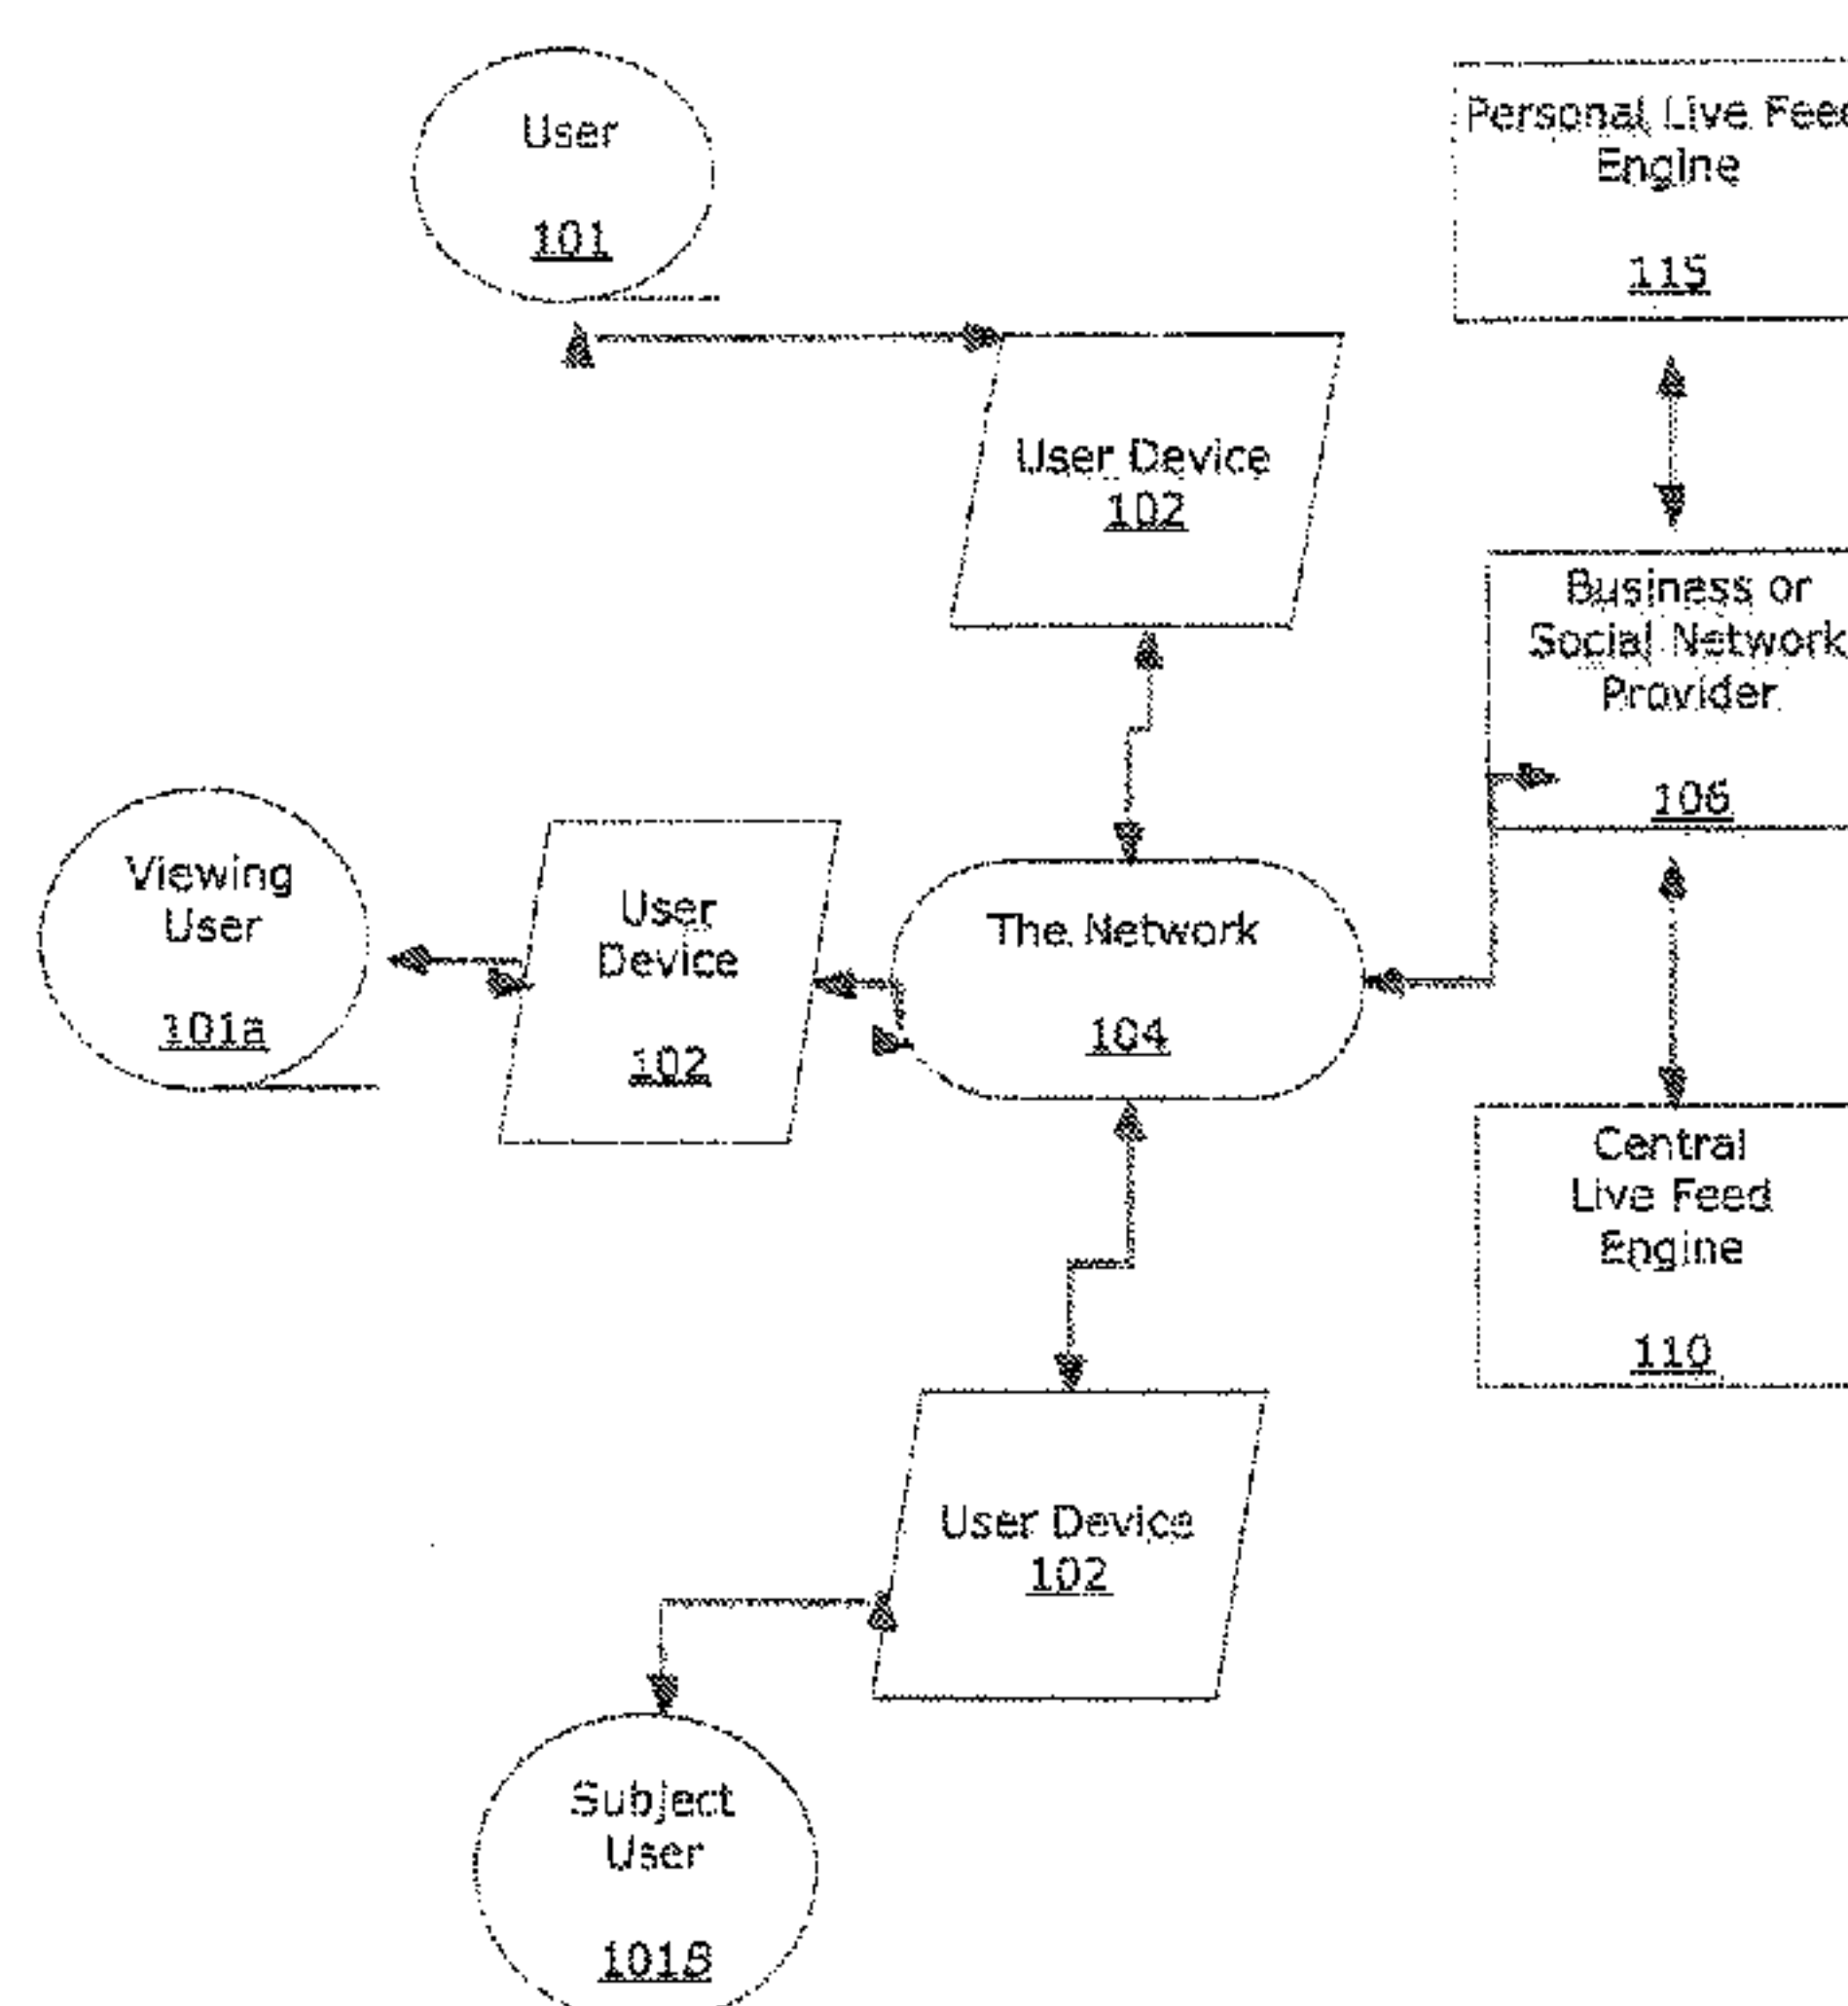 User
101
Personal Live Feed
Engine
115
User Device
102
Business or
Social Network
Provider
106
Viewing
User
101a
User
Device
102
The Network
104
Central
Live Feed
Engine
110
User Device
102
Subject
User
101B